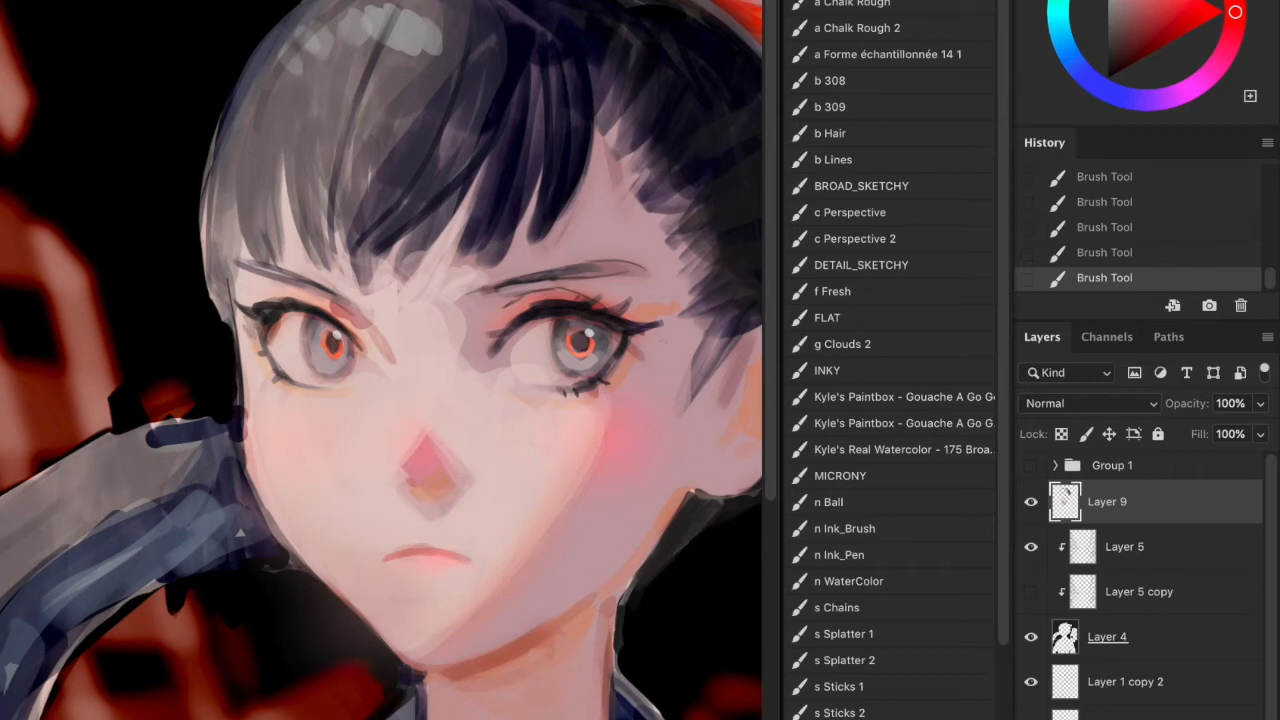 a Chalk Rough
a Chalk Rough 2
a Forme échantillonnée 14 1
b 308
b 309
b Hair
b Lines
BROAD_SKETCHY
c Perspective
c Perspective 2
DETAIL_SKETCHY
f Fresh
FLAT
g Clouds 2
INKY
Kyle's Paintbox - Gouache A Go G
Kyle's Paintbox - Gouache A Go G.
Kyle's Real Watercolor - 175 Broa...
MICRONY
n Ball
n Ink_Brush
n Ink_Pen
n WaterColor
s Chains
s Splatter 1
s Splatter 2
s Sticks 1
s Sticks 2
History
Brush Tool
Brush Tool
Brush Tool
Brush Tool
Brush Tool
Layers Channels Paths
Kind
Normal Opacity: 100%
Lock: Fill: 100%
Group 1
Layer 9
Layer 5
Layer 5 copy
Layer 4
Layer 1 copy 2